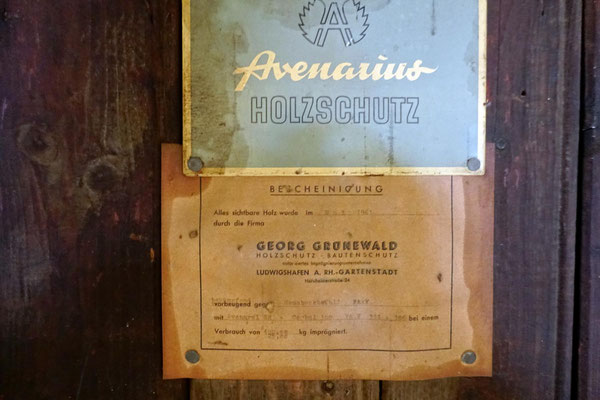 A
Avenarius
HOLZSCHUTZ
BESCHEINIGUNG
Alles sichtbare Holz wurde im
durch die Firma
GEORG GRÜNEWALD
HOLZSCHUTZ - BAUTENSCHUTZ
LUDWIGSHAFEN A. RH.-GARTENSTADT
vorbeugend gegen
mit bei einem
Verbrauch von kg imprägniert.